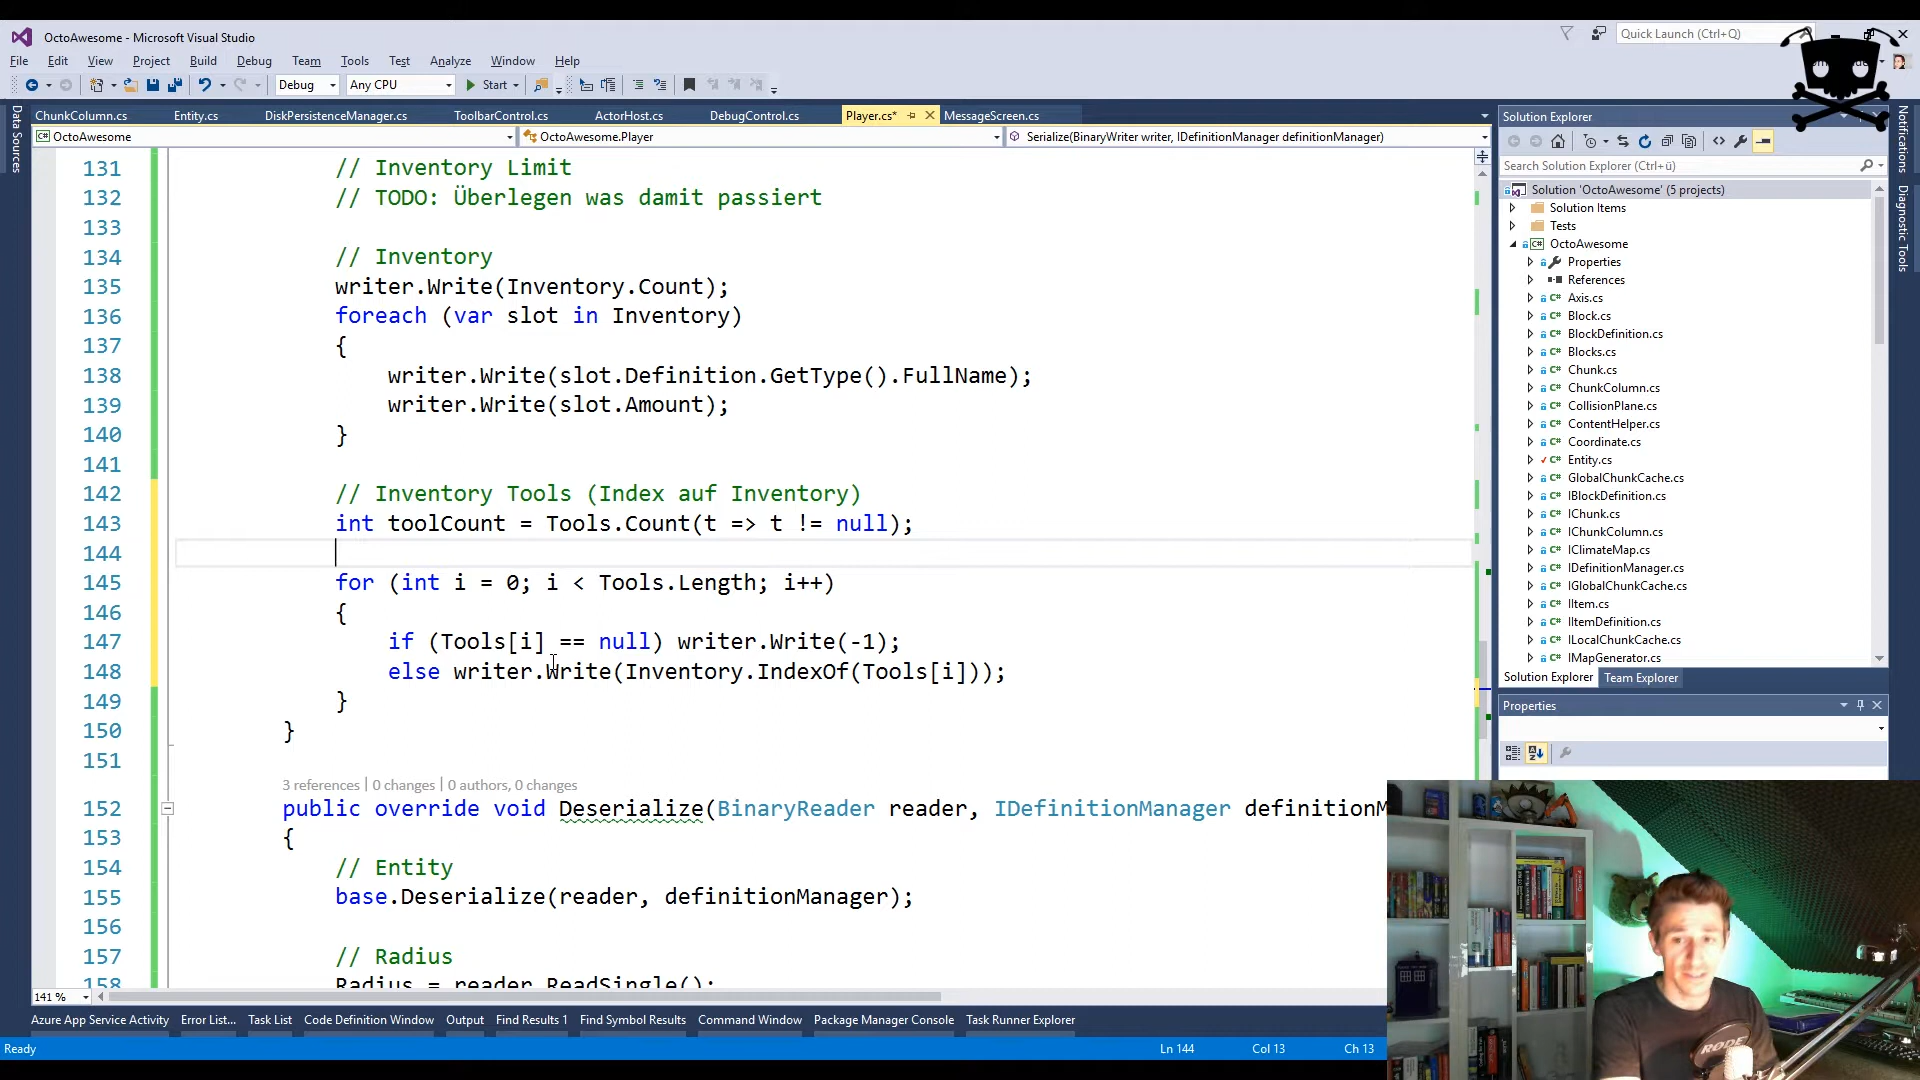 OctoAwesome - Microsoft Visual Studio
Quick Launch (Ctrl+Q)
File Edit View Project Build Debug Team Tools Test Analyze Window Help
Debug Any CPU Start
ChunkColumn.cs Entity.cs DiskPersistenceManager.cs ToolbarControl.cs ActorHost.cs DebugControl.cs Player.cs* MessageScreen.cs
OctoAwesome OctoAwesome.Player Serialize(BinaryWriter writer, IDefinitionManager definitionManager)
Data Sources
131 // Inventory Limit
132 // TODO: Überlegen was damit passiert
133
134 // Inventory
135 writer.Write(Inventory.Count);
136 foreach (var slot in Inventory)
137 {
138 writer.Write(slot.Definition.GetType().FullName);
139 writer.Write(slot.Amount);
140 }
141
142 // Inventory Tools (Index auf Inventory)
143 int toolCount = Tools.Count(t => t != null);
144
145 for (int i = 0; i < Tools.Length; i++)
146 {
147 if (Tools[i] == null) writer.Write(-1);
148 else writer.Write(Inventory.IndexOf(Tools[i]));
149 }
150 }
151
3 references | 0 changes | 0 authors, 0 changes
152 public override void Deserialize(BinaryReader reader, IDefinitionManager definitionM
153 {
154 // Entity
155 base.Deserialize(reader, definitionManager);
156
157 // Radius
158 Radius = reader.ReadSingle();
141 %
Azure App Service Activity Error List... Task List Code Definition Window Output Find Results 1 Find Symbol Results Command Window Package Manager Console Task Runner Explorer
Ready Ln 144 Col 13 Ch 13
Solution Explorer
Search Solution Explorer (Ctrl+ü)
Solution 'OctoAwesome' (5 projects)
Solution Items
Tests
OctoAwesome
Properties
References
Axis.cs
Block.cs
BlockDefinition.cs
Blocks.cs
Chunk.cs
ChunkColumn.cs
CollisionPlane.cs
ContentHelper.cs
Coordinate.cs
Entity.cs
GlobalChunkCache.cs
IBlockDefinition.cs
IChunk.cs
IChunkColumn.cs
IClimateMap.cs
IDefinitionManager.cs
IGlobalChunkCache.cs
IItem.cs
IItemDefinition.cs
ILocalChunkCache.cs
IMapGenerator.cs
Solution Explorer Team Explorer
Properties
Notifications
Diagnostic Tools
RØDE